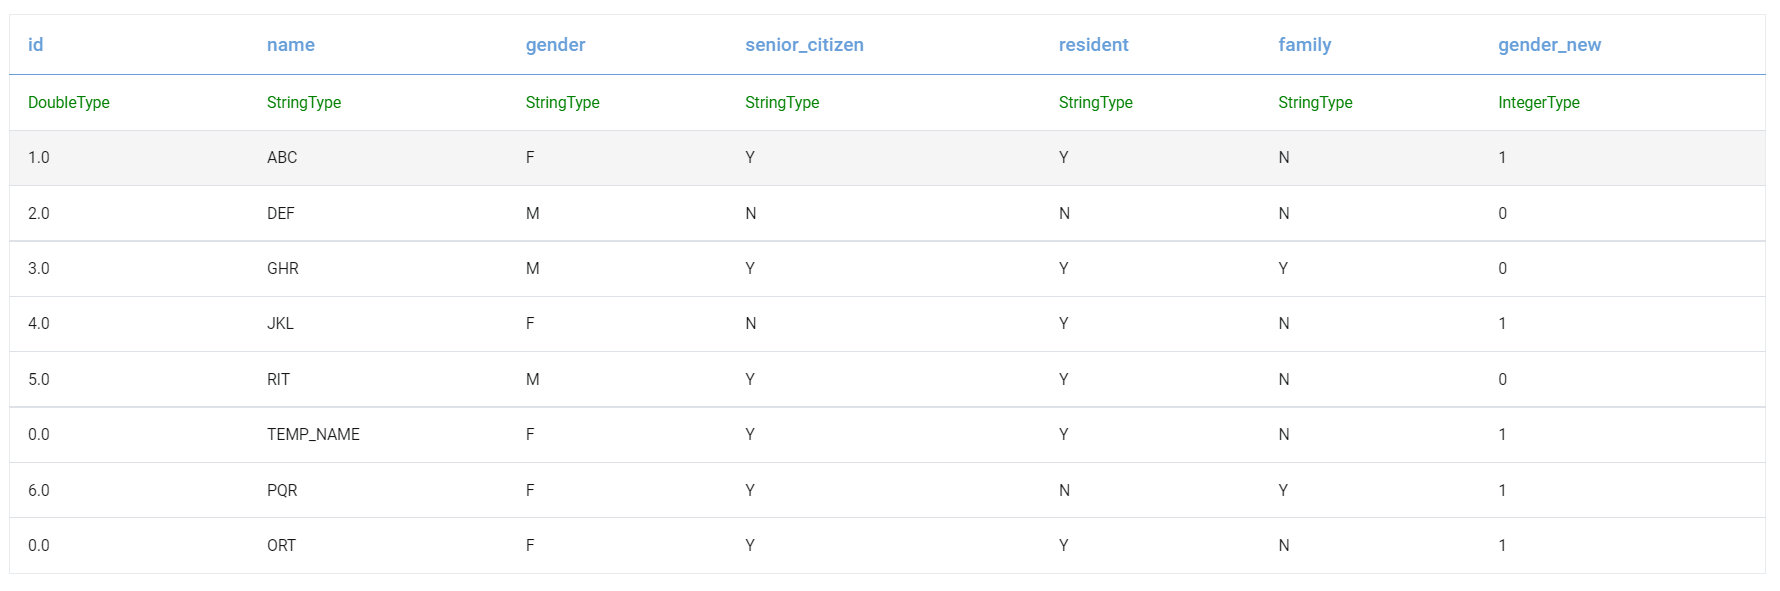 id name gender senior_citizen resident family gender_new
DoubleType StringType StringType StringType StringType StringType IntegerType
1.0 ABC F Y Y N 1
2.0 DEF M N N N 0
3.0 GHR M Y Y Y 0
4.0 JKL F N Y N 1
5.0 RIT M Y Y N 0
0.0 TEMP_NAME F Y Y N 1
6.0 PQR F Y N Y 1
0.0 ORT F Y Y N 1